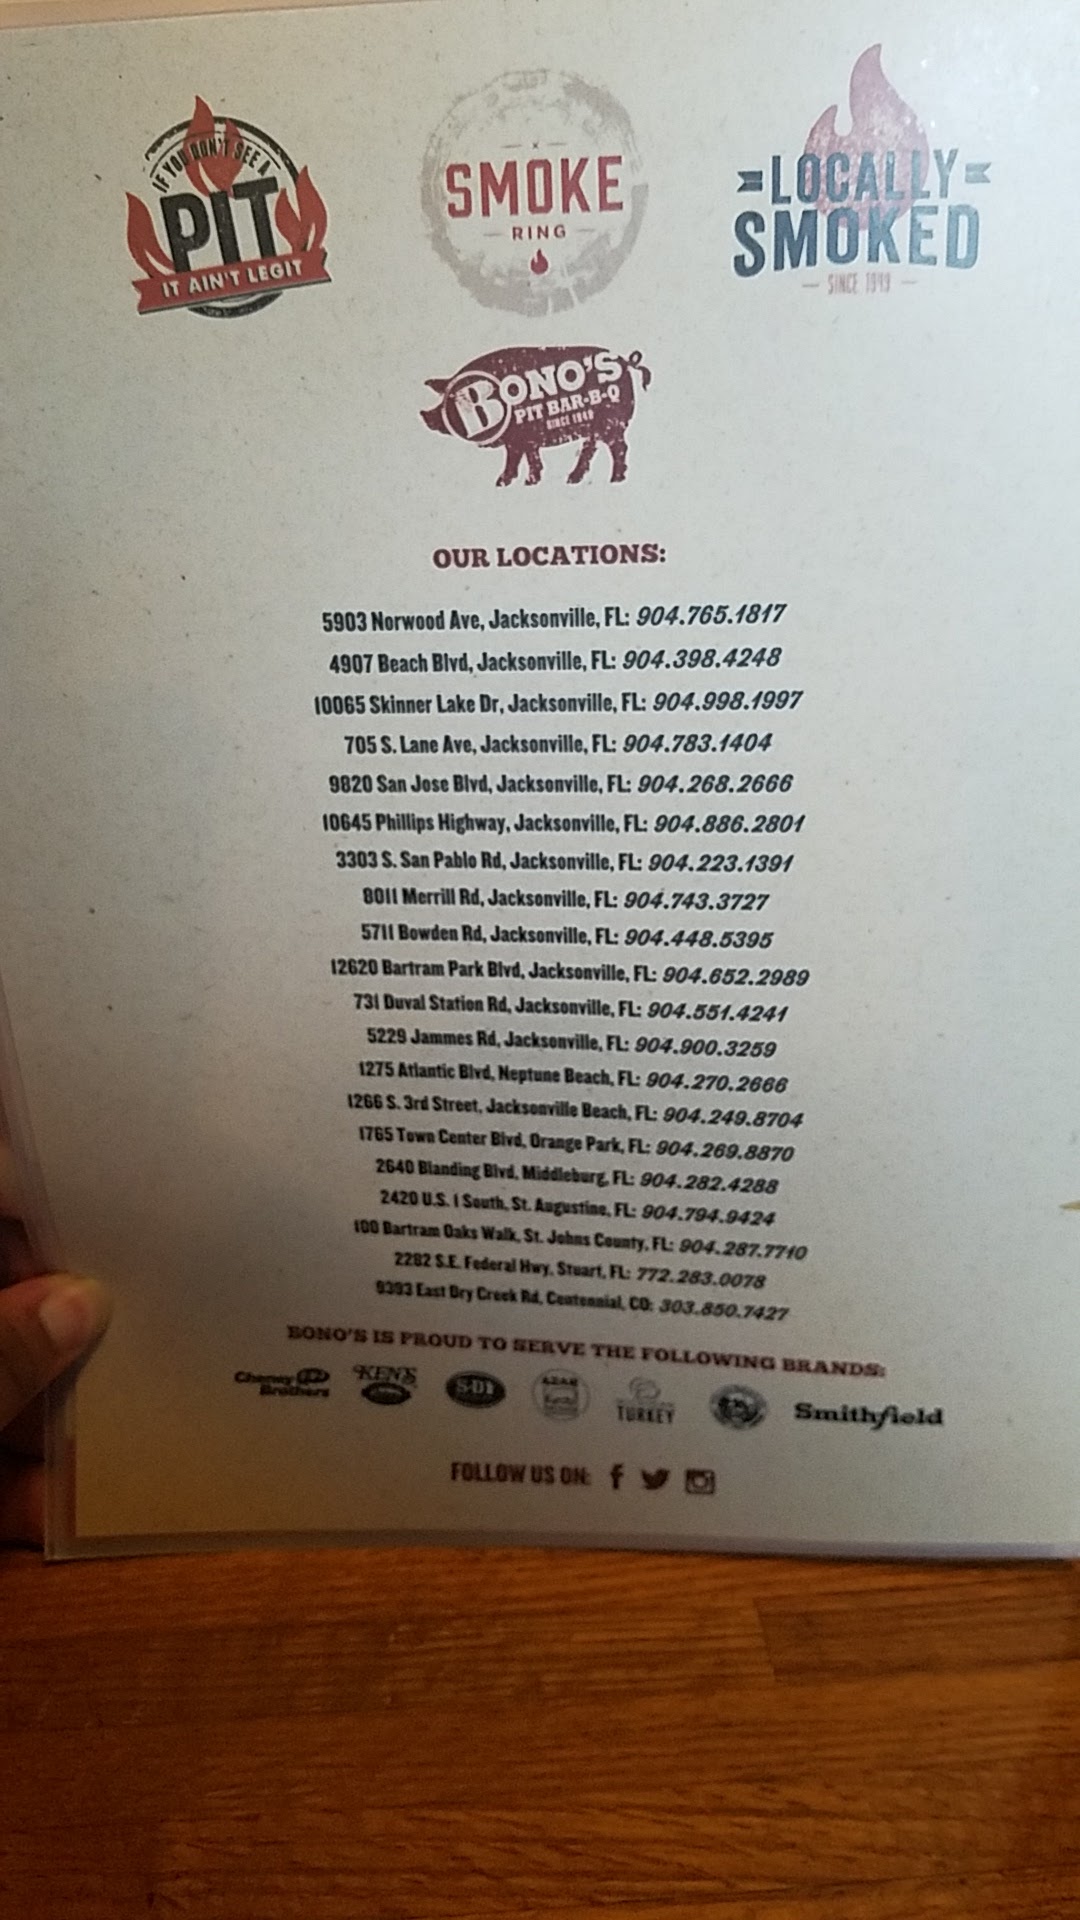 IF YOU DON'T SEE A
PIT
IT AIN'T LEGIT
SMOKE
RING
LOCALLY
SMOKED
SINCE 1949
BONO'S
PIT BAR-B-Q
SINCE 1949
OUR LOCATIONS:
5903 Norwood Ave, Jacksonville, FL: 904.765.1817
4907 Beach Blvd, Jacksonville, FL: 904.398.4248
10065 Skinner Lake Dr, Jacksonville, FL: 904.998.1997
705 S. Lane Ave, Jacksonville, FL: 904.783.1404
9820 San Jose Blvd, Jacksonville, FL: 904.268.2666
10645 Phillips Highway, Jacksonville, FL: 904.886.2801
3303 S. San Pablo Rd, Jacksonville, FL: 904.223.1391
8011 Merrill Rd, Jacksonville, FL: 904.743.3727
5711 Bowden Rd, Jacksonville, FL: 904.448.5395
12620 Bartram Park Blvd, Jacksonville, FL: 904.652.2989
731 Duval Station Rd, Jacksonville, FL: 904.551.4241
5229 Jammes Rd, Jacksonville, FL: 904.900.3259
1275 Atlantic Blvd, Neptune Beach, FL: 904.270.2666
1266 S. 3rd Street, Jacksonville Beach, FL: 904.249.8704
1765 Town Center Blvd, Orange Park, FL: 904.269.8870
2640 Blanding Blvd, Middleburg, FL: 904.282.4288
2420 U.S. 1 South, St. Augustine, FL: 904.794.9424
100 Bartram Oaks Walk, St. Johns County, FL: 904.287.7710
2282 S.E. Federal Hwy, Stuart, FL: 772.283.0078
9393 East Dry Creek Rd, Centennial, CO: 303.850.7427
BONO'S IS PROUD TO SERVE THE FOLLOWING BRANDS:
Cheney Brothers KEN'S TURKEY Smithfield
FOLLOW US ON: